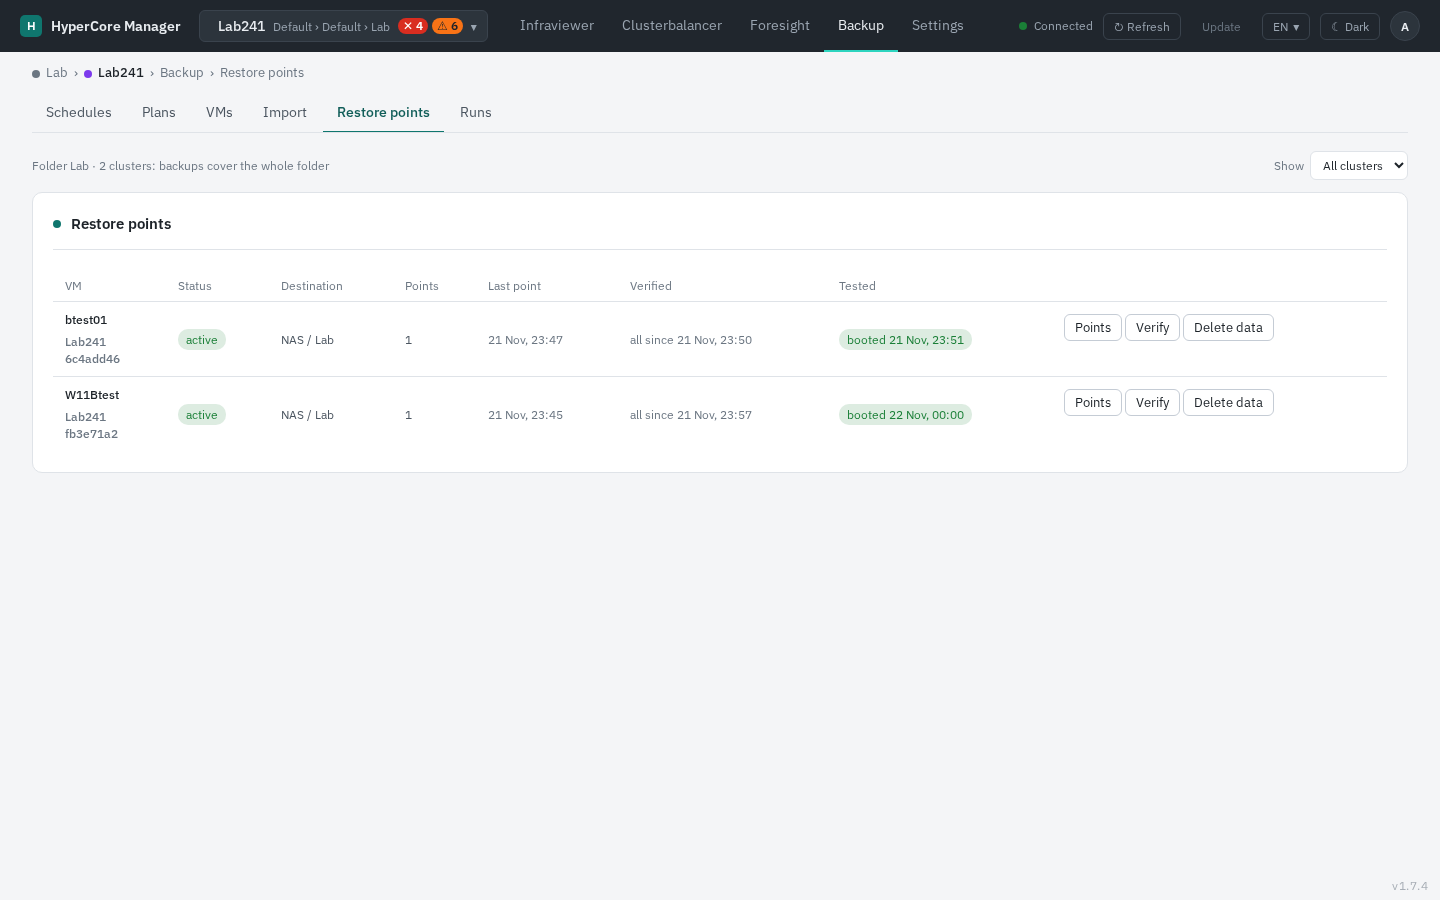 H HyperCore Manager Lab241 Default › Default › Lab ✕ 4 ⚠ 6 ▾ Infraviewer Clusterbalancer Foresight Backup Settings Connected ↻ Refresh Update EN ▾ ☾ Dark A
Lab › Lab241 › Backup › Restore points
Schedules Plans VMs Import Restore points Runs
Folder Lab · 2 clusters: backups cover the whole folder Show All clusters
Restore points
VM Status Destination Points Last point Verified Tested
btest01
Lab241
6c4add46
active NAS / Lab 1 21 Nov, 23:47 all since 21 Nov, 23:50 booted 21 Nov, 23:51 Points Verify Delete data
W11Btest
Lab241
fb3e71a2
active NAS / Lab 1 21 Nov, 23:45 all since 21 Nov, 23:57 booted 22 Nov, 00:00 Points Verify Delete data
v1.7.4